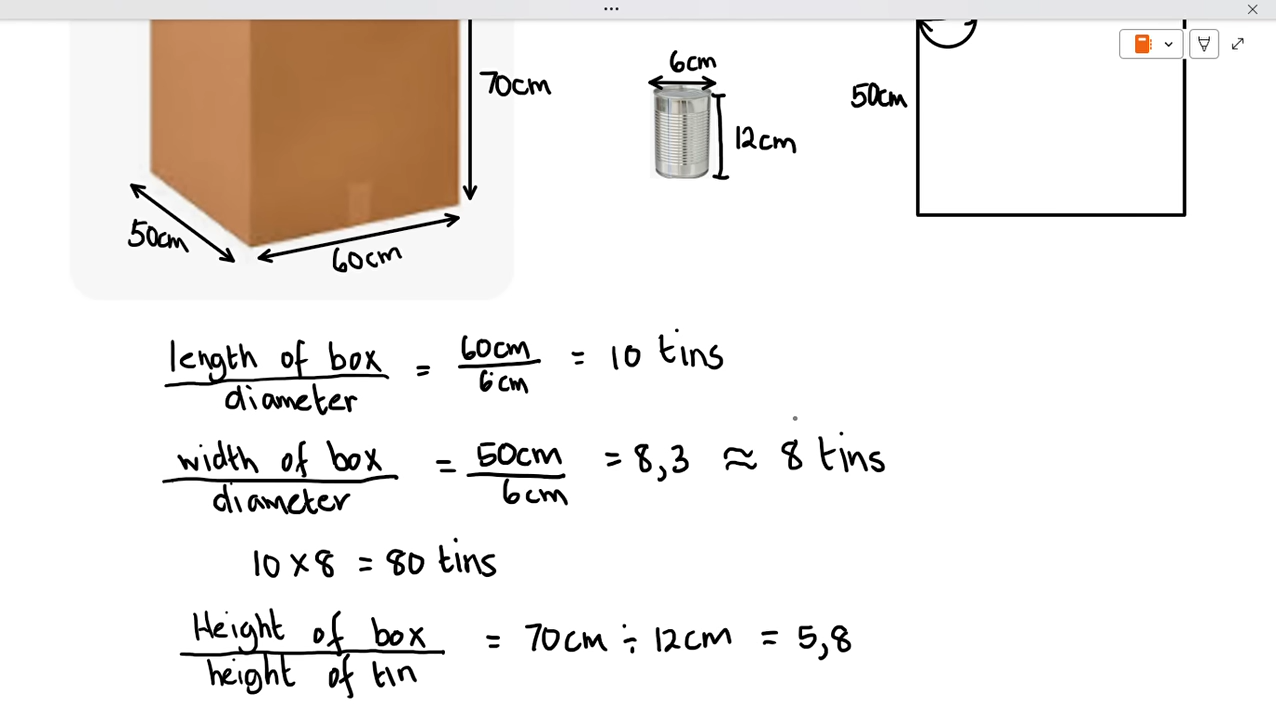 70cm
6cm
12cm
50cm
50cm
60cm
length of box / diameter = 60cm / 6cm = 10 tins
width of box / diameter = 50cm / 6cm = 8,3 ≈ 8 tins
10 × 8 = 80 tins
Height of box / height of tin = 70cm ÷ 12cm = 5,8